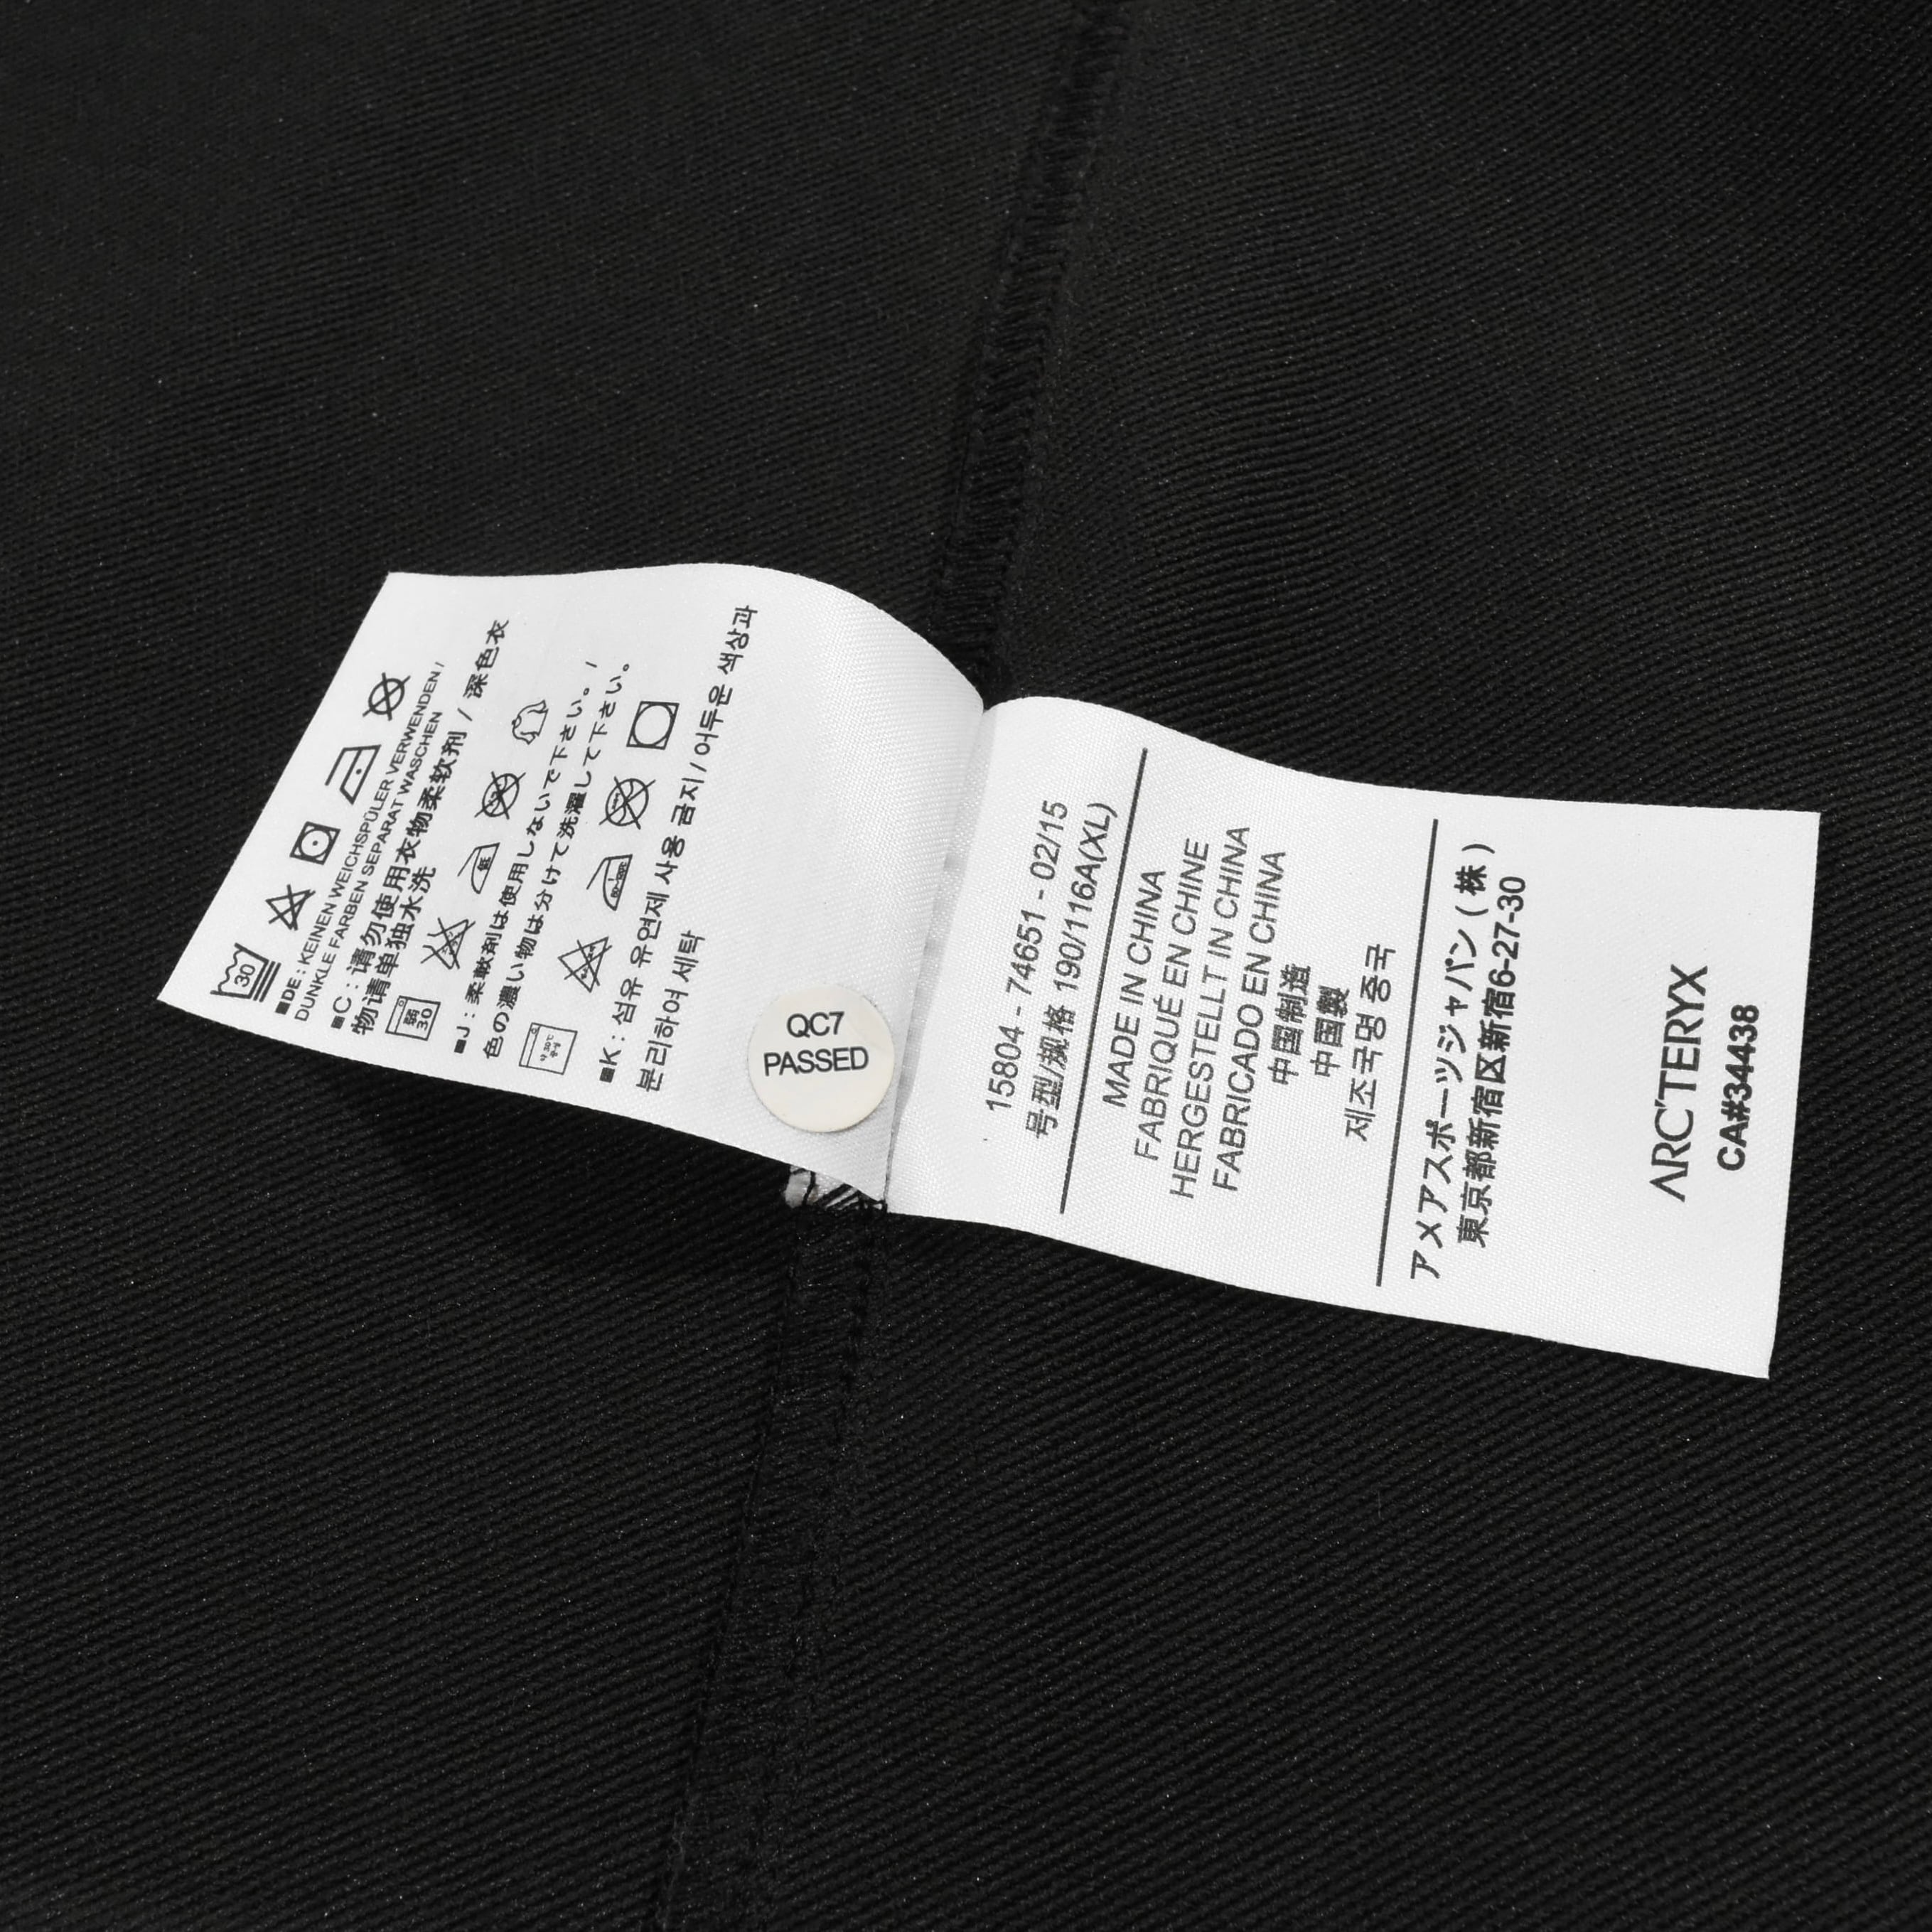 30
■DE : KEINEN WEICHSPÜLER VERWENDEN /
DUNKLE FARBEN SEPARAT WASCHEN
■C : 请勿使用衣物柔软剂 / 深色衣
物请单独水洗
弱
30
低
■J : 柔軟剤は使用しないで下さい。 /
色の濃い物は分けて洗濯して下さい。
■K : 섬유 유연제 사용 금지 / 어두운 색상과
분리하여 세탁
QC7
PASSED
15804 - 74651 - 02/15
号型/规格 190/116A(XL)
MADE IN CHINA
FABRIQUÉ EN CHINE
HERGESTELLT IN CHINA
FABRICADO EN CHINA
中国制造
中国製
제조국명 중국
アメアスポーツジャパン ( 株 )
東京都新宿区新宿6-27-30
ARC'TERYX
CA#34438